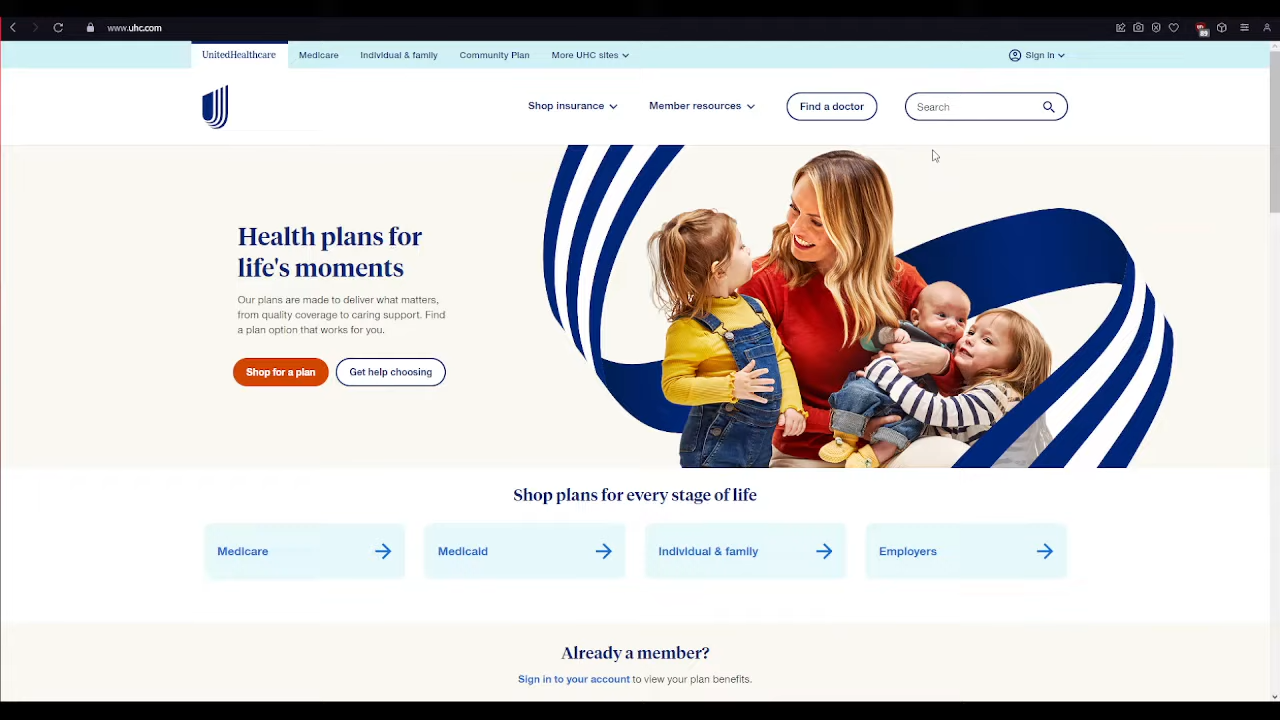 www.uhc.com
89
UnitedHealthcare Medicare Individual & family Community Plan More UHC sites Sign in
Shop insurance Member resources Find a doctor Search
Health plans for
life's moments
Our plans are made to deliver what matters,
from quality coverage to caring support. Find
a plan option that works for you.
Shop for a plan Get help choosing
Shop plans for every stage of life
Medicare Medicaid Individual & family Employers
Already a member?
Sign in to your account to view your plan benefits.